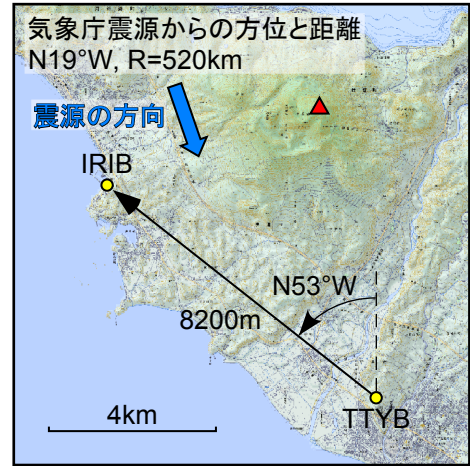 気象庁震源からの方位と距離
N19°W, R=520km
震源の方向
IRIB
N53°W
8200m
4km
TTYB